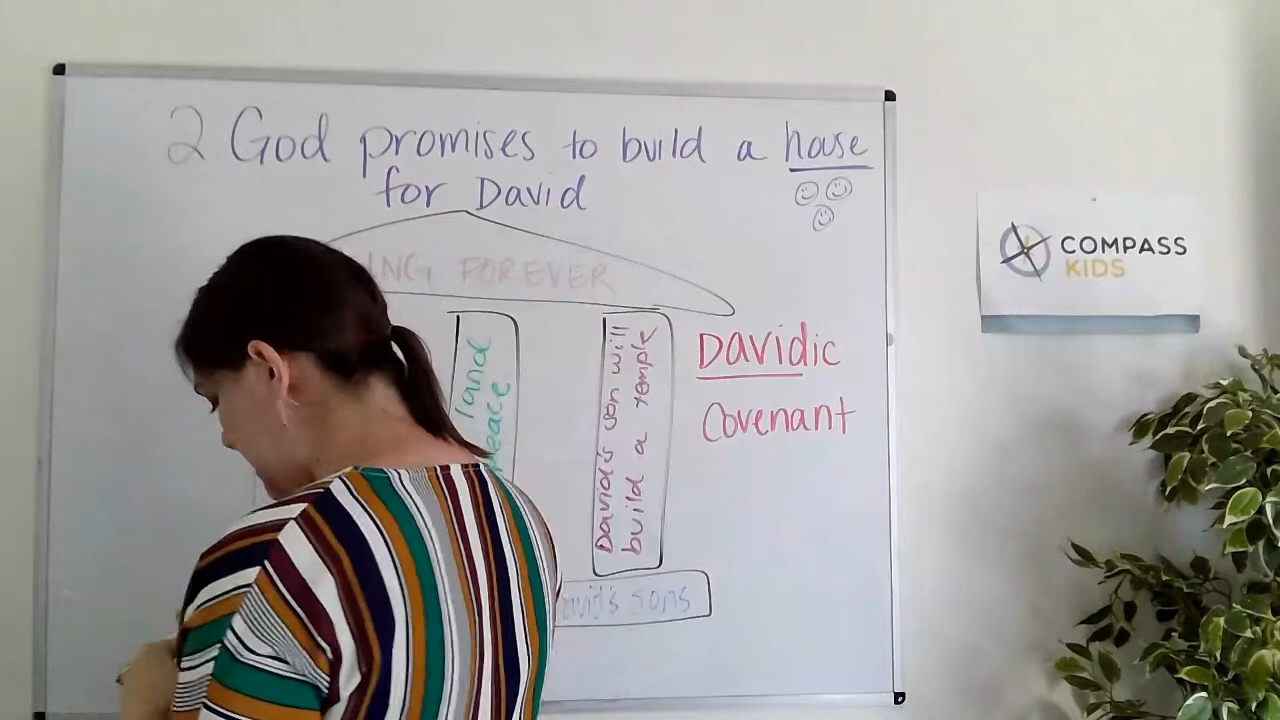 2 God promises to build a house
for David
FOREVER
land
peace
David's son will
build a temple
Davidic
Covenant
sons
COMPASS
KIDS